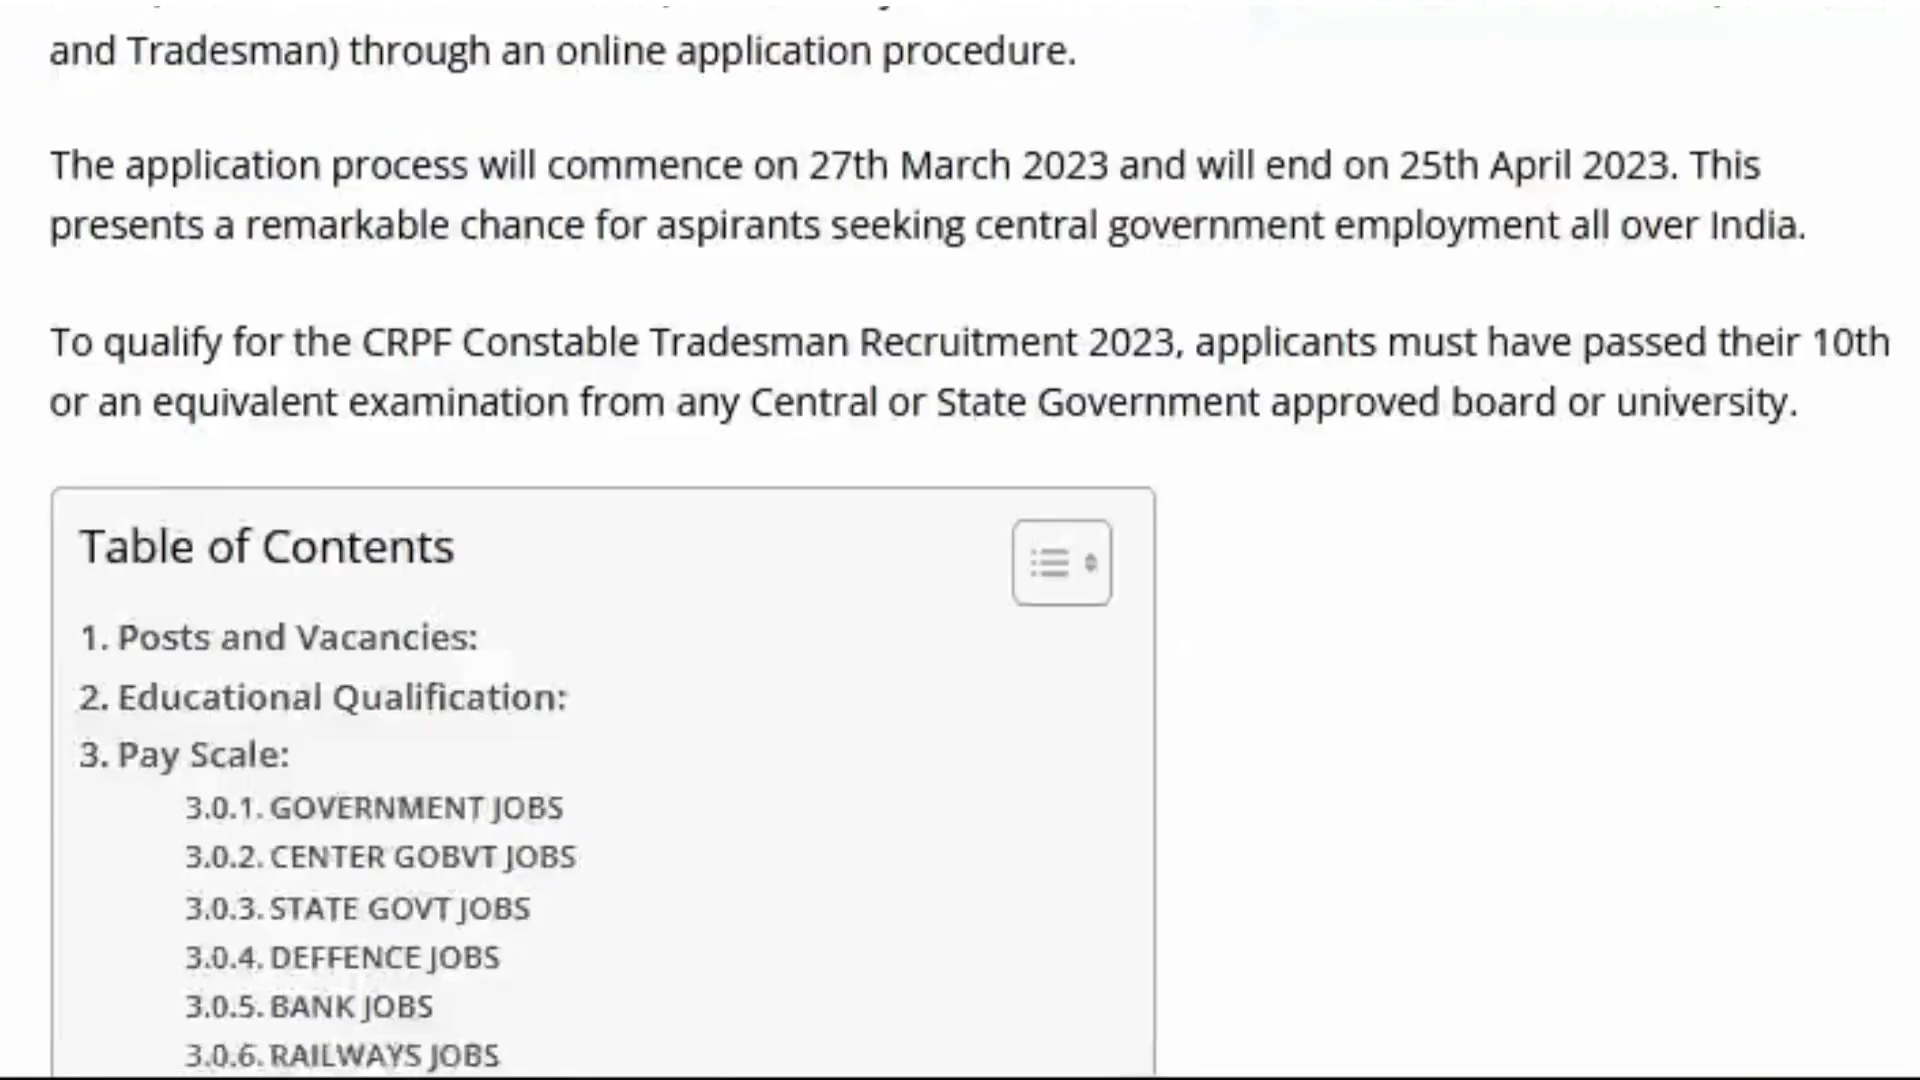 and Tradesman) through an online application procedure.
The application process will commence on 27th March 2023 and will end on 25th April 2023. This
presents a remarkable chance for aspirants seeking central government employment all over India.
To qualify for the CRPF Constable Tradesman Recruitment 2023, applicants must have passed their 10th
or an equivalent examination from any Central or State Government approved board or university.
Table of Contents
1. Posts and Vacancies:
2. Educational Qualification:
3. Pay Scale:
3.0.1. GOVERNMENT JOBS
3.0.2. CENTER GOBVT JOBS
3.0.3. STATE GOVT JOBS
3.0.4. DEFFENCE JOBS
3.0.5. BANK JOBS
3.0.6. RAILWAYS JOBS